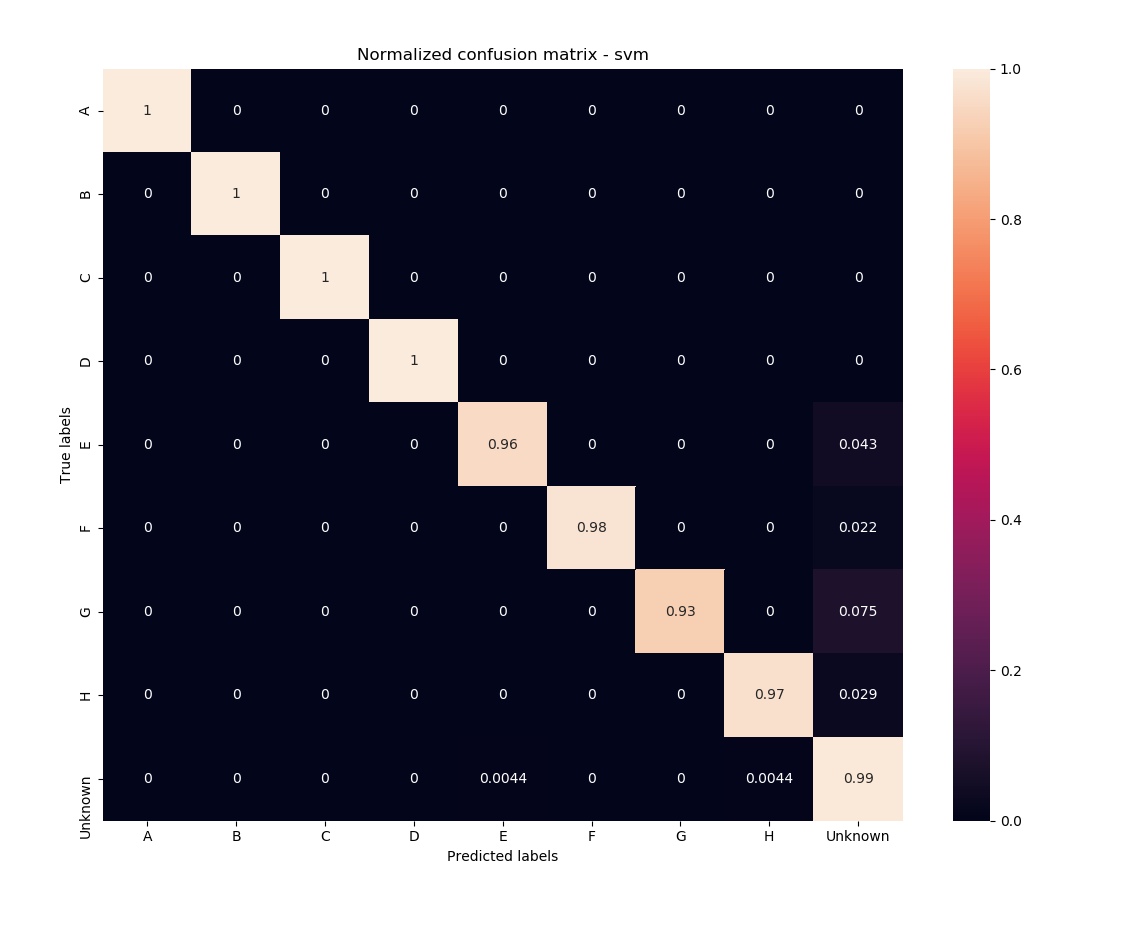 Normalized confusion matrix - svm
A 1 0 0 0 0 0 0 0 0
B 0 1 0 0 0 0 0 0 0
C 0 0 1 0 0 0 0 0 0
D 0 0 0 1 0 0 0 0 0
E 0 0 0 0 0.96 0 0 0 0.043
F 0 0 0 0 0 0.98 0 0 0.022
G 0 0 0 0 0 0 0.93 0 0.075
H 0 0 0 0 0 0 0 0.97 0.029
Unknown 0 0 0 0 0.0044 0 0 0.0044 0.99
A B C D E F G H Unknown
True labels
Predicted labels
1.0
0.8
0.6
0.4
0.2
0.0